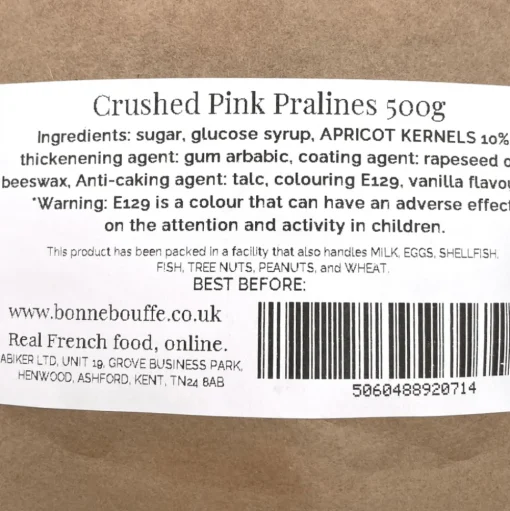 Crushed Pink Pralines 500g
Ingredients: sugar, glucose syrup, APRICOT KERNELS 10%
thickenening agent: gum arbabic, coating agent: rapeseed
beeswax, Anti-caking agent: talc, colouring E129, vanilla flavou
*Warning: E129 is a colour that can have an adverse effect
on the attention and activity in children.
This product has been packed in a facility that also handles MILK, EGGS, SHELLFISH,
FISH, TREE NUTS, PEANUTS, and WHEAT.
BEST BEFORE:
www.bonnebouffe.co.uk
Real French food, online.
ABIKER LTD, UNIT 19, GROVE BUSINESS PARK,
HENWOOD, ASHFORD, KENT, TN24 8AB
5060488920714